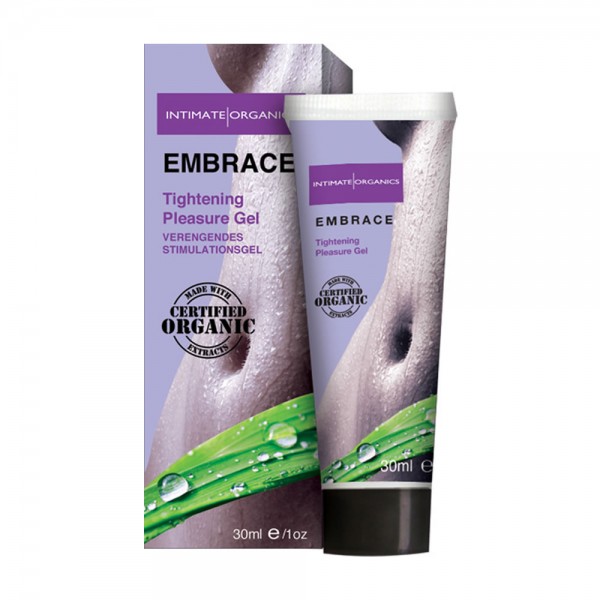 INTIMATE|ORGANICS
EMBRACE
Tightening
Pleasure Gel
VERENGENDES
STIMULATIONSGEL
MADE WITH
CERTIFIED
ORGANIC
EXTRACTS
30ml e/1oz
INTIMATE|ORGANICS
EMBRACE
Tightening
Pleasure Gel
MADE WITH
CERTIFIED
ORGANIC
EXTRACTS
30ml e